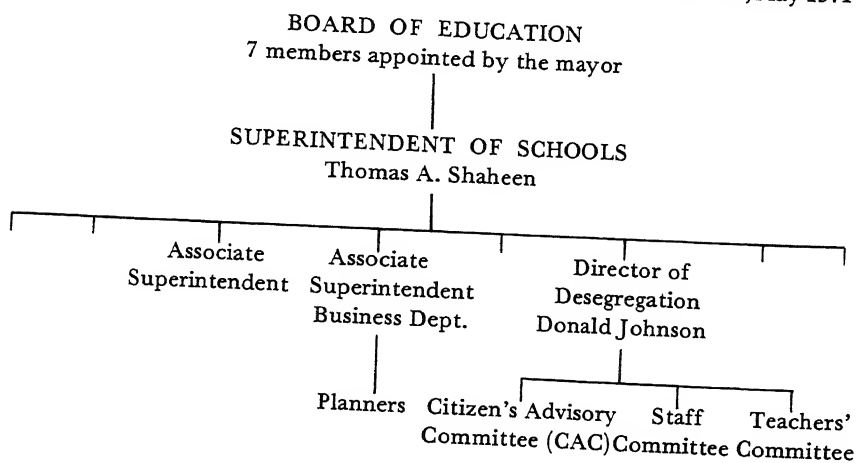 1971
BOARD OF EDUCATION
7 members appointed by the mayor
SUPERINTENDENT OF SCHOOLS
Thomas A. Shaheen
Associate
Superintendent
Associate
Superintendent
Business Dept.
Director of
Desegregation
Donald Johnson
Planners
Citizen's Advisory
Committee (CAC)
Staff
Committee
Teachers'
Committee